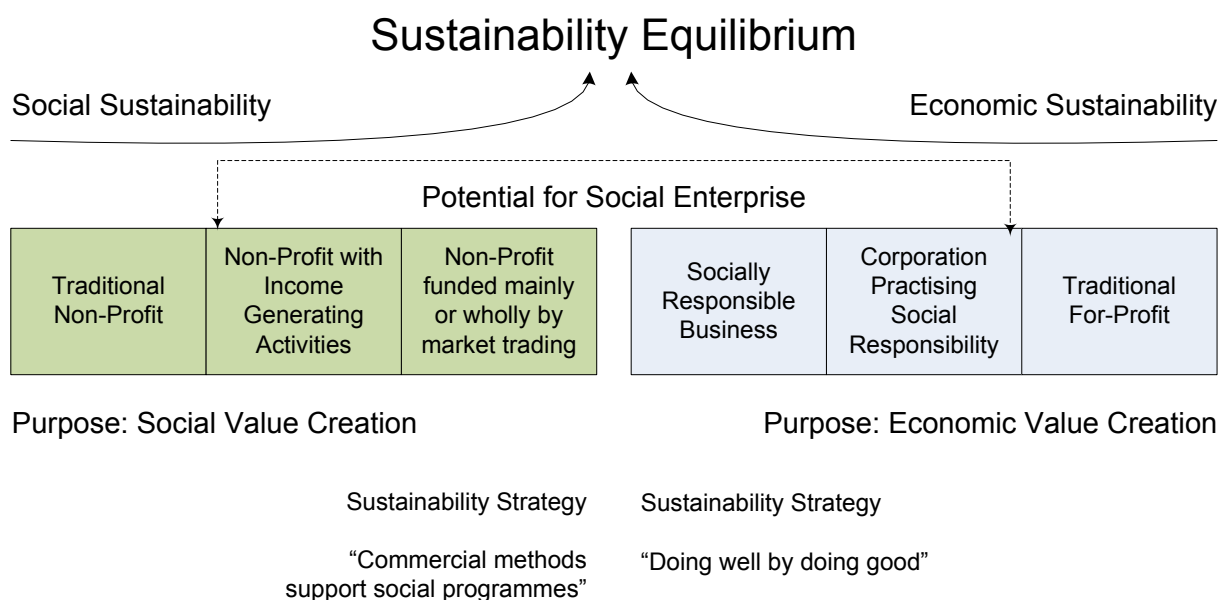 Sustainability Equilibrium
Social Sustainability
Economic Sustainability
Potential for Social Enterprise
Traditional
Non-Profit
Non-Profit with
Income
Generating
Activities
Non-Profit
funded mainly
or wholly by
market trading
Socially
Responsible
Business
Corporation
Practising
Social
Responsibility
Traditional
For-Profit
Purpose: Social Value Creation
Purpose: Economic Value Creation
Sustainability Strategy
“Commercial methods
support social programmes”
Sustainability Strategy
“Doing well by doing good”